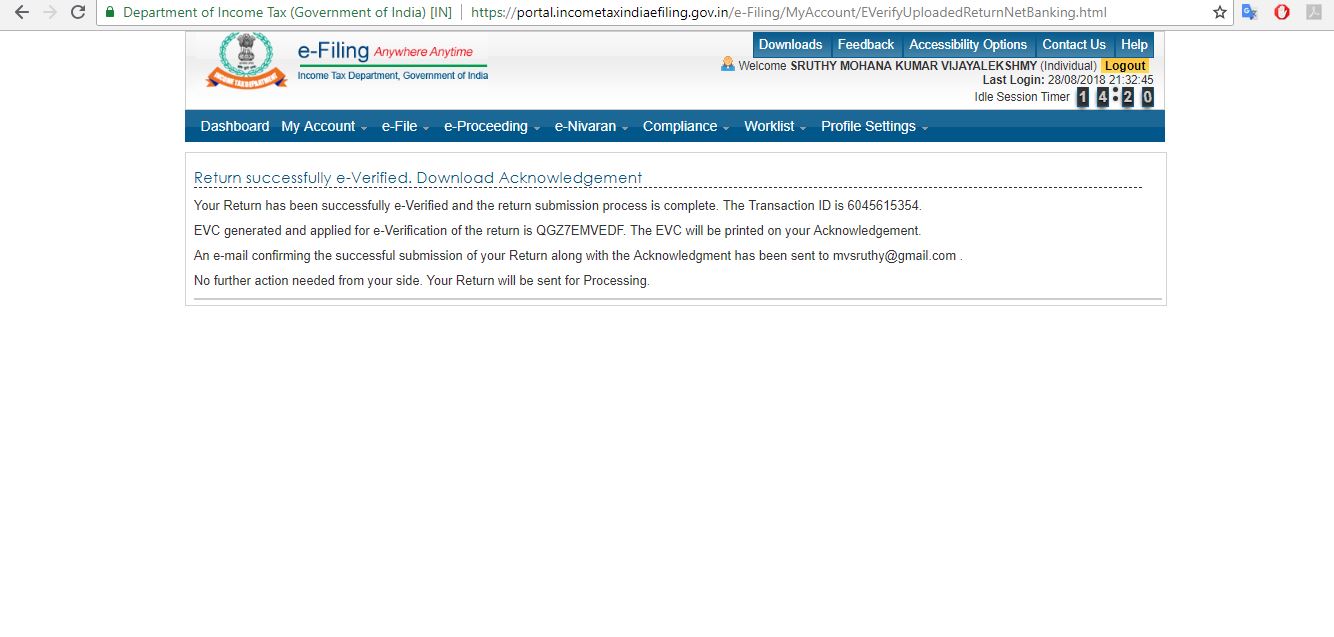 Department of Income Tax (Government of India) [IN] https://portal.incometaxindiaefiling.gov.in/e-Filing/MyAccount/EVerifyUploadedReturnNetBanking.html
e-Filing Anywhere Anytime
Income Tax Department, Government of India
Downloads Feedback Accessibility Options Contact Us Help
Welcome SRUTHY MOHANA KUMAR VIJAYALEKSHMY (Individual) Logout
Last Login: 28/08/2018 21:32:45
Idle Session Timer 14:20
Dashboard My Account e-File e-Proceeding e-Nivaran Compliance Worklist Profile Settings
Return successfully e-Verified. Download Acknowledgement
Your Return has been successfully e-Verified and the return submission process is complete. The Transaction ID is 6045615354.
EVC generated and applied for e-Verification of the return is QGZ7EMVEDF. The EVC will be printed on your Acknowledgement.
An e-mail confirming the successful submission of your Return along with the Acknowledgment has been sent to mvsruthy@gmail.com .
No further action needed from your side. Your Return will be sent for Processing.